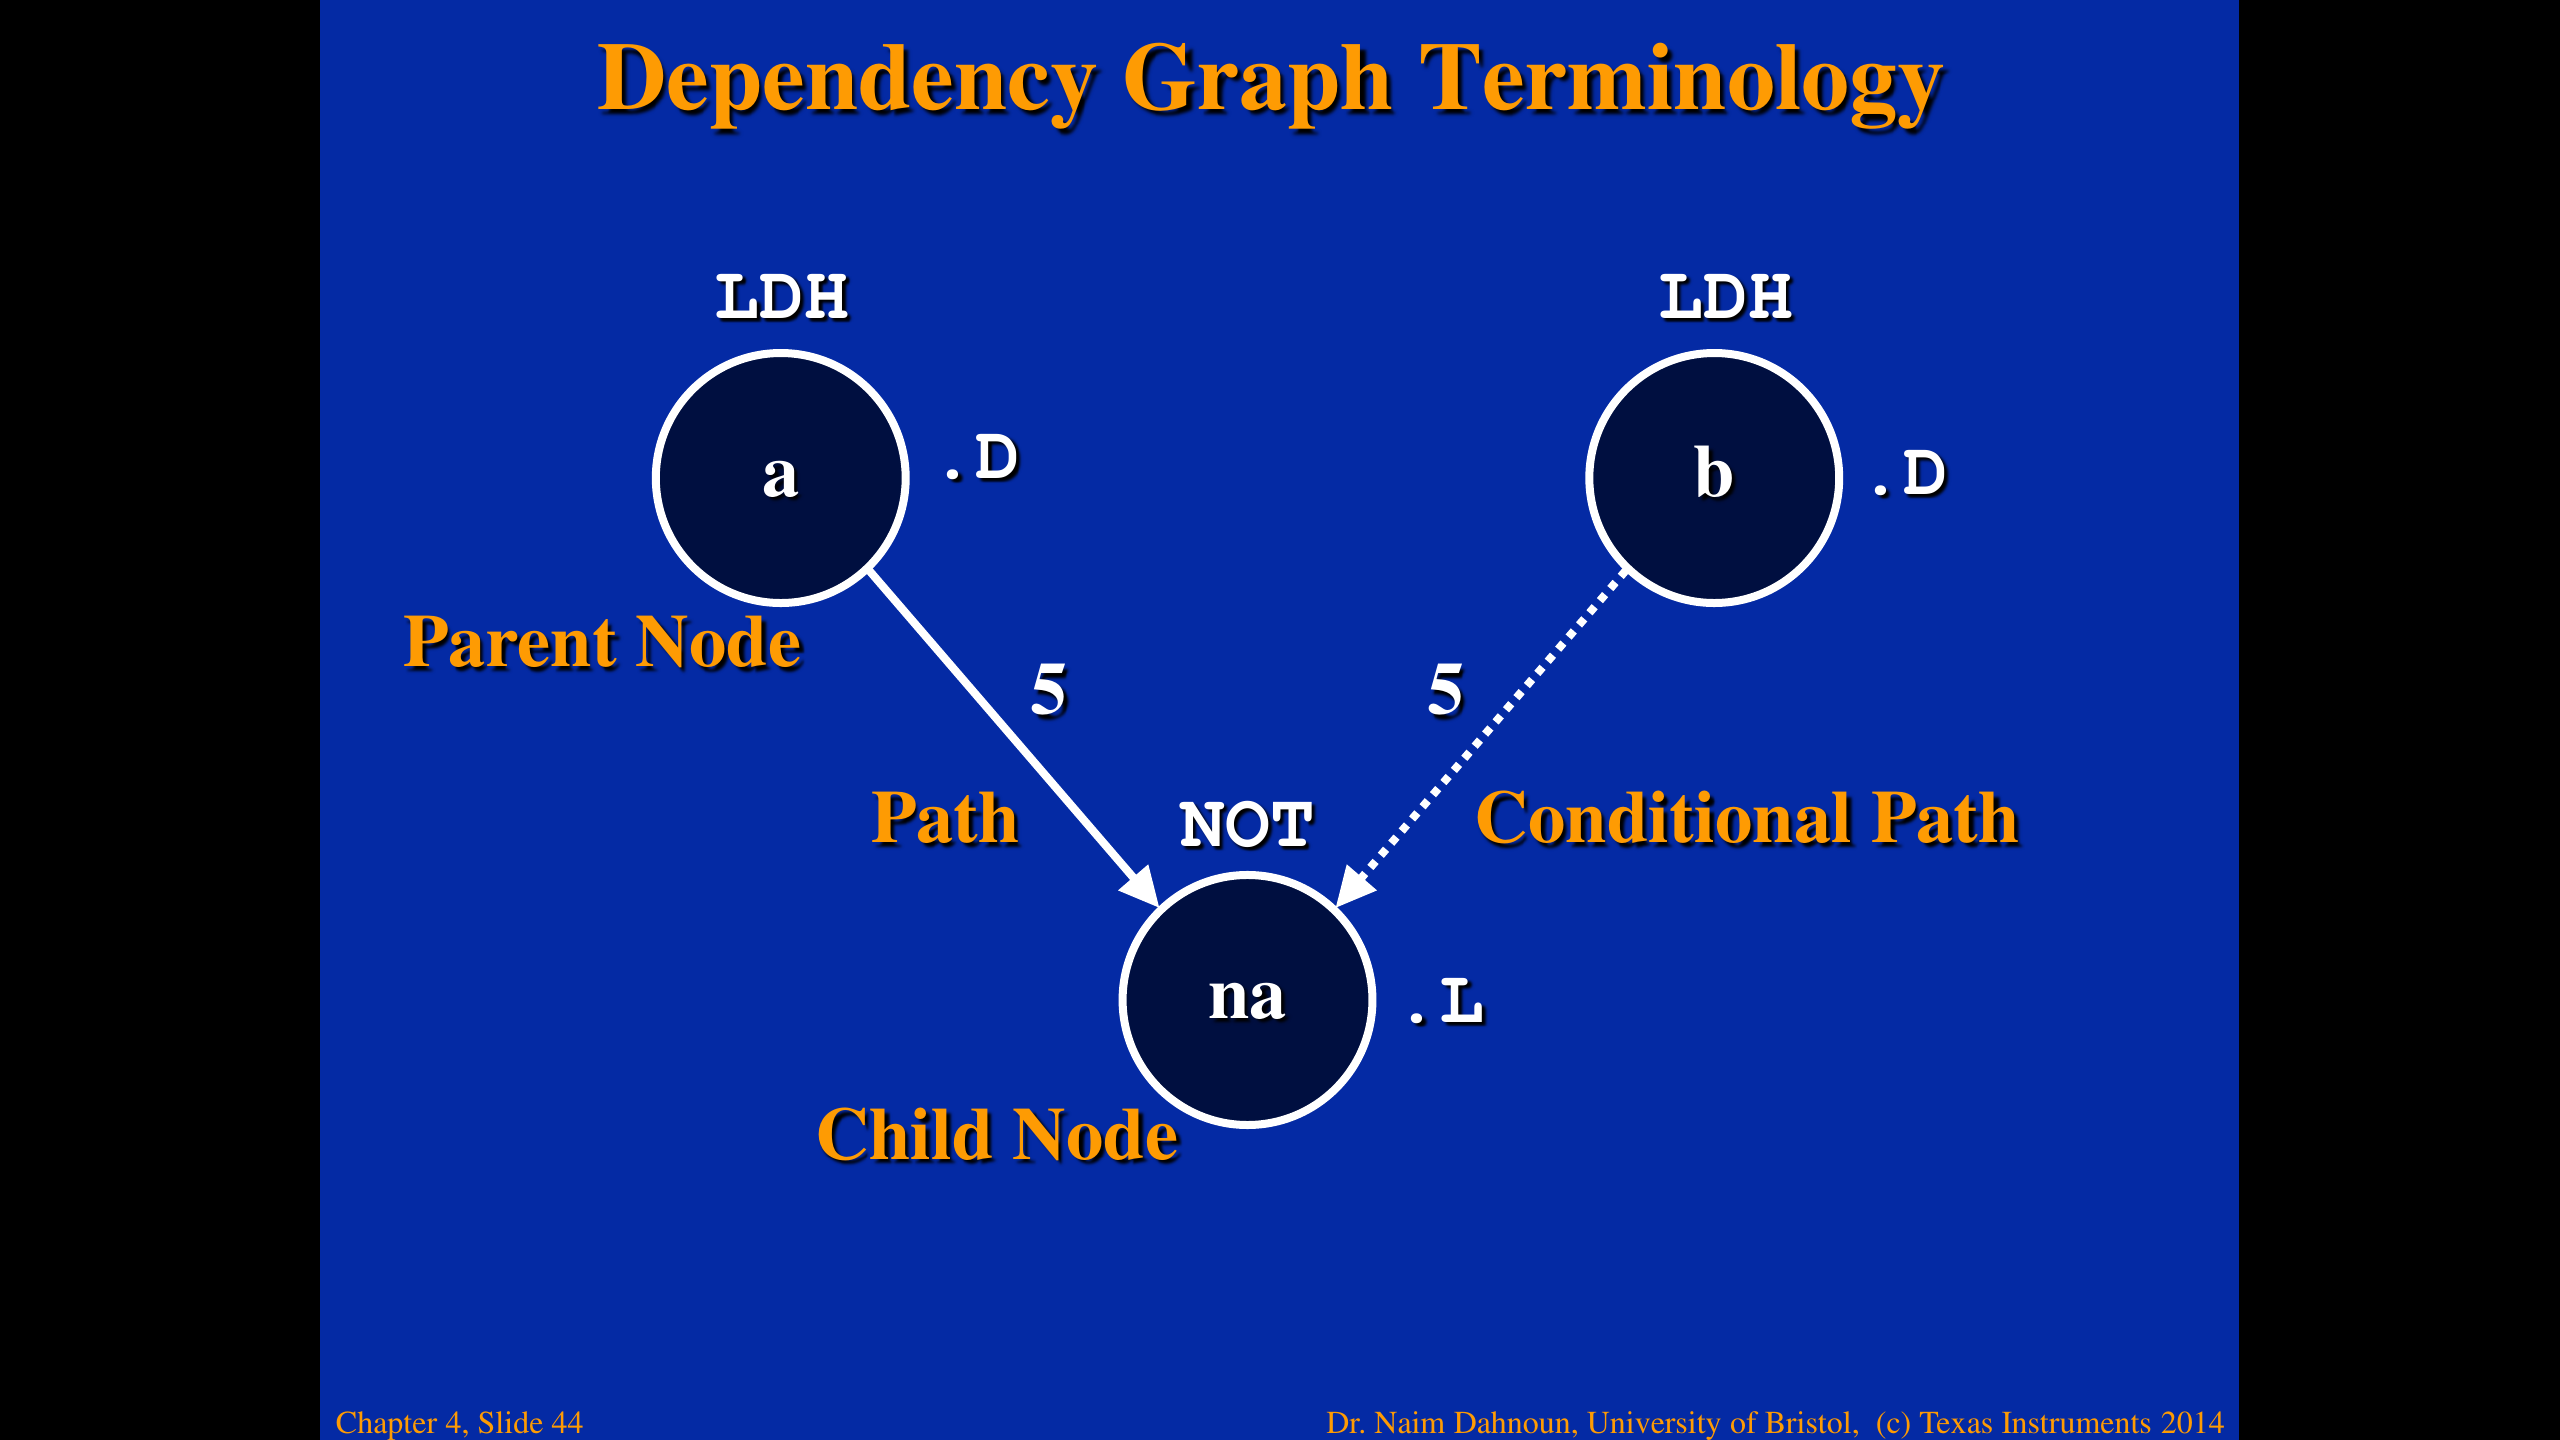 Dependency Graph Terminology
LDH
LDH
a
.D
b
.D
Parent Node
5
5
Path
NOT
Conditional Path
na
.L
Child Node
Chapter 4, Slide 44
Dr. Naim Dahnoun, University of Bristol, (c) Texas Instruments 2014